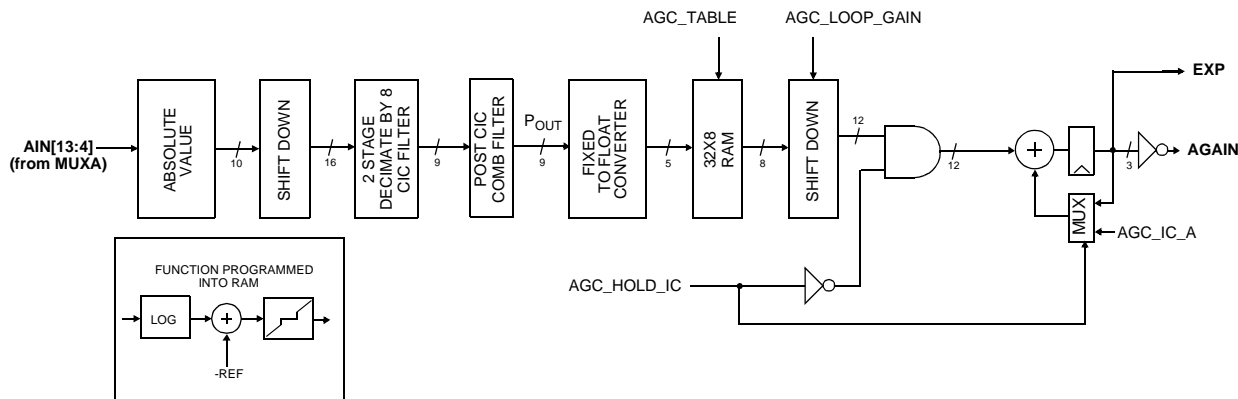 AGC_TABLE
AGC_LOOP_GAIN
EXP
AIN[13:4]
(from MUXA)
ABSOLUTE
VALUE
10
SHIFT DOWN
16
2 STAGE
DECIMATE BY 8
CIC FILTER
9
POST CIC
COMB FILTER
POUT
9
FIXED
TO FLOAT
CONVERTER
5
32X8
RAM
8
SHIFT DOWN
12
12
+
3
AGAIN
MUX
AGC_IC_A
AGC_HOLD_IC
FUNCTION PROGRAMMED
INTO RAM
LOG
+
-REF